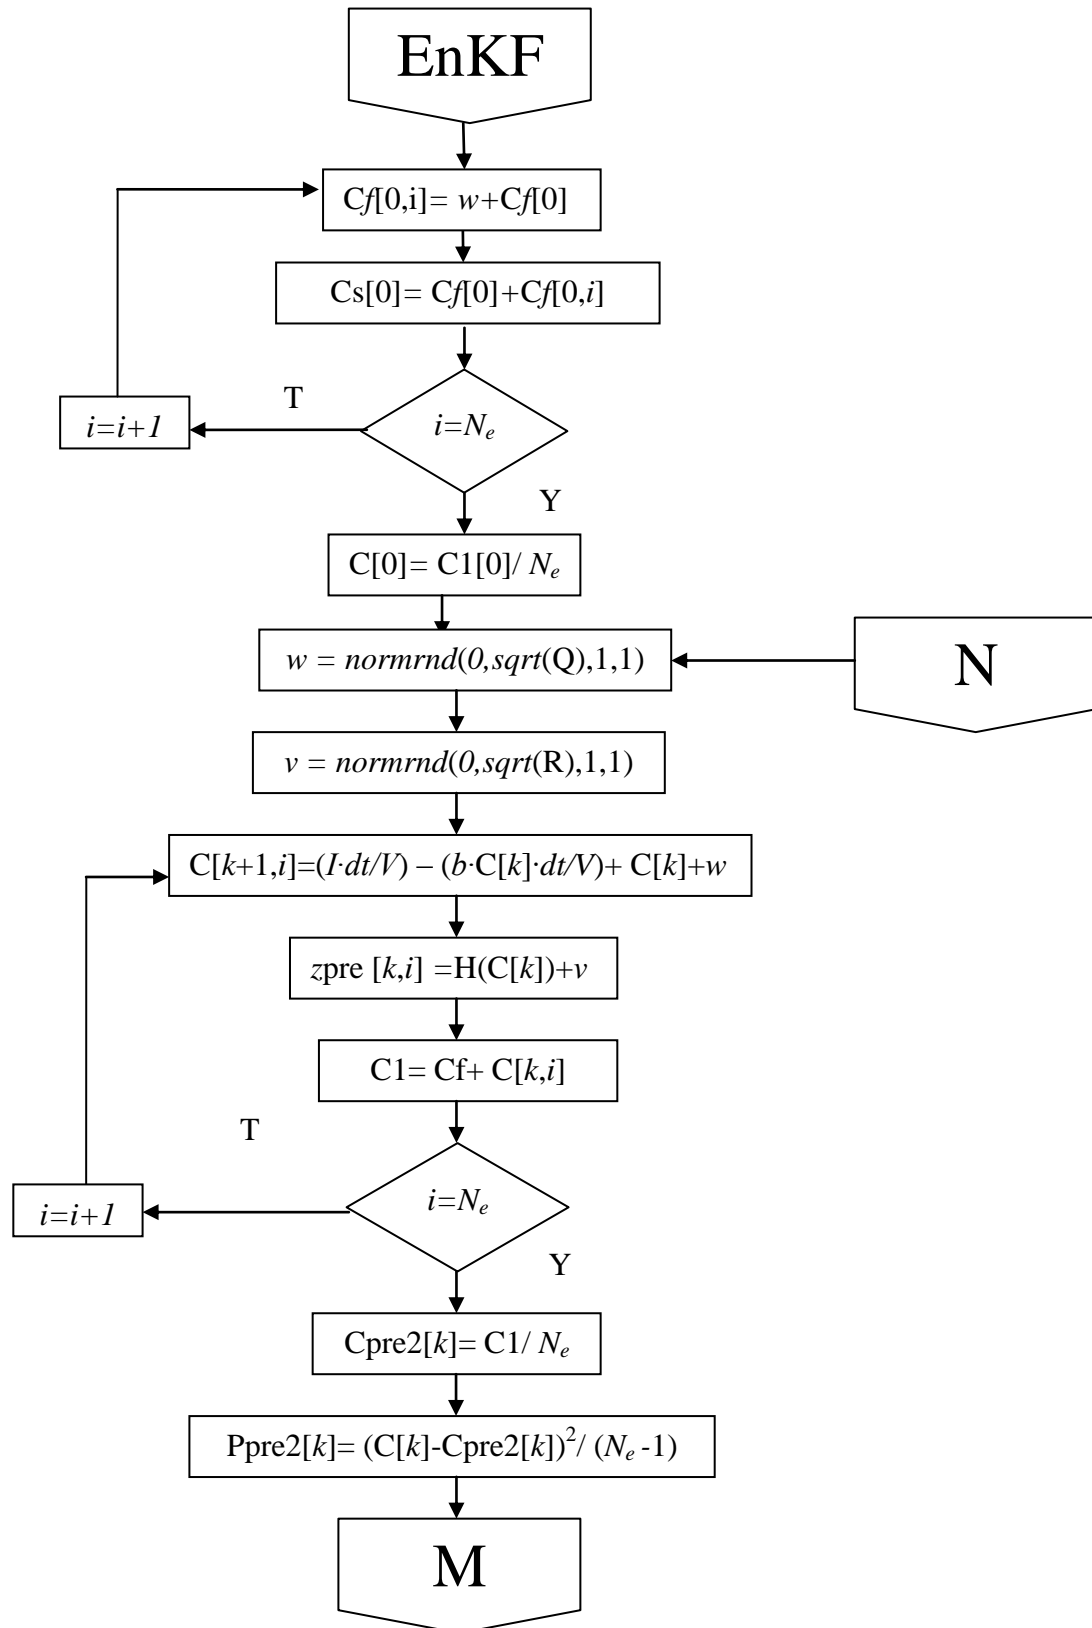 EnKF
Cf[0,i]= w+Cf[0]
Cs[0]= Cf[0]+Cf[0,i]
T
i=i+1
i=Nₑ
Y
C[0]= C1[0]/ Nₑ
w = normrnd(0,sqrt(Q),1,1)
N
v = normrnd(0,sqrt(R),1,1)
C[k+1,i]=(I·dt/V) – (b·C[k]·dt/V)+ C[k]+w
zpre [k,i] =H(C[k])+v
C1= Cf+ C[k,i]
T
i=i+1
i=Nₑ
Y
Cpre2[k]= C1/ Nₑ
Ppre2[k]= (C[k]-Cpre2[k])²/ (Nₑ -1)
M